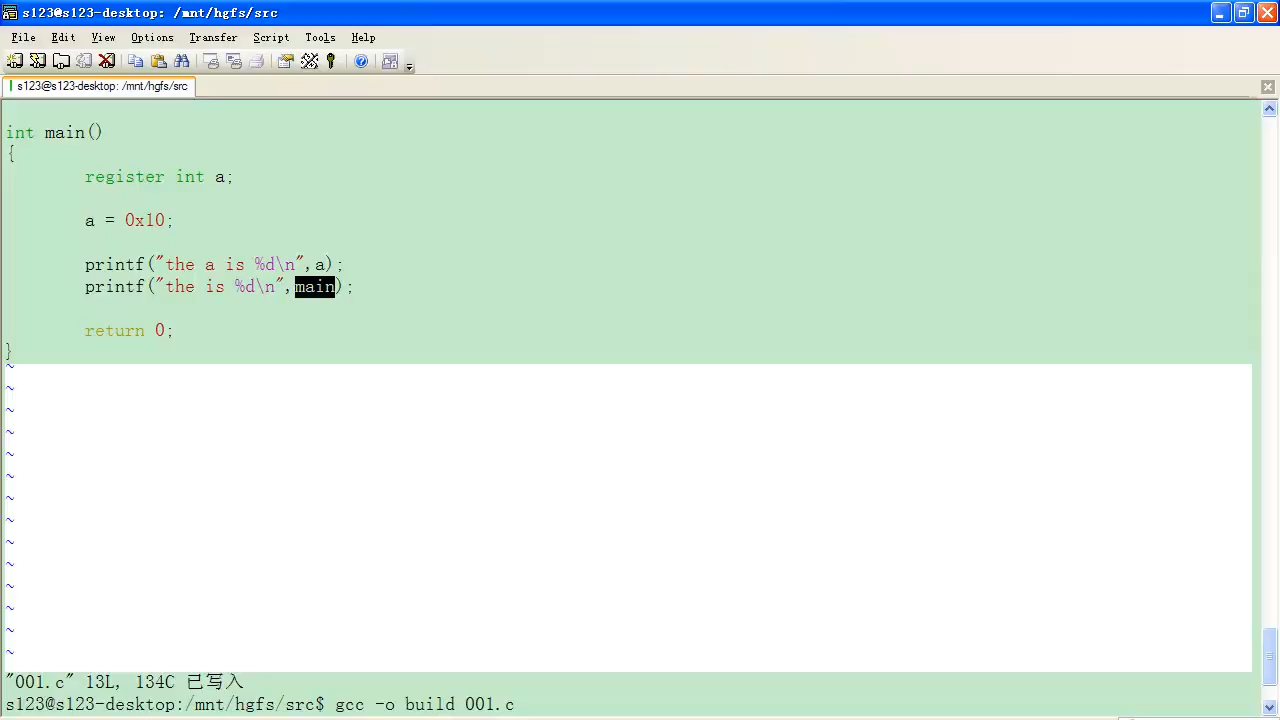 s123@s123-desktop: /mnt/hgfs/src
File Edit View Options Transfer Script Tools Help
s123@s123-desktop: /mnt/hgfs/src
int main()
{
register int a;
a = 0x10;
printf("the a is %d\n",a);
printf("the is %d\n",main);
return 0;
}
~
~
~
~
~
~
~
~
~
~
~
~
~
~
"001.c" 13L, 134C 已写入
s123@s123-desktop:/mnt/hgfs/src$ gcc -o build 001.c